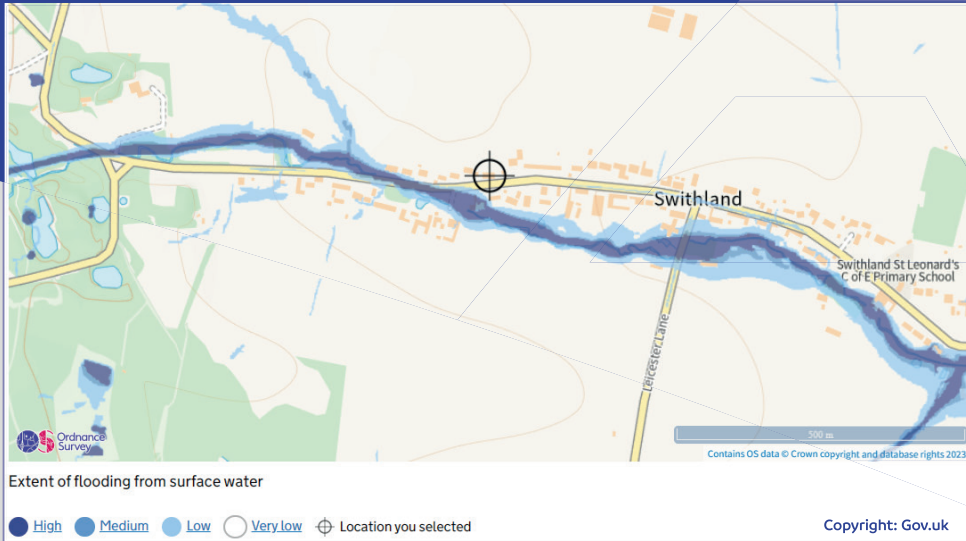 Swithland
Swithland St Leonard's
C of E Primary School
Leicester Lane
Ordnance
Survey
500 m
Contains OS data © Crown copyright and database rights 2023
Extent of flooding from surface water
High Medium Low Very low Location you selected
Copyright: Gov.uk